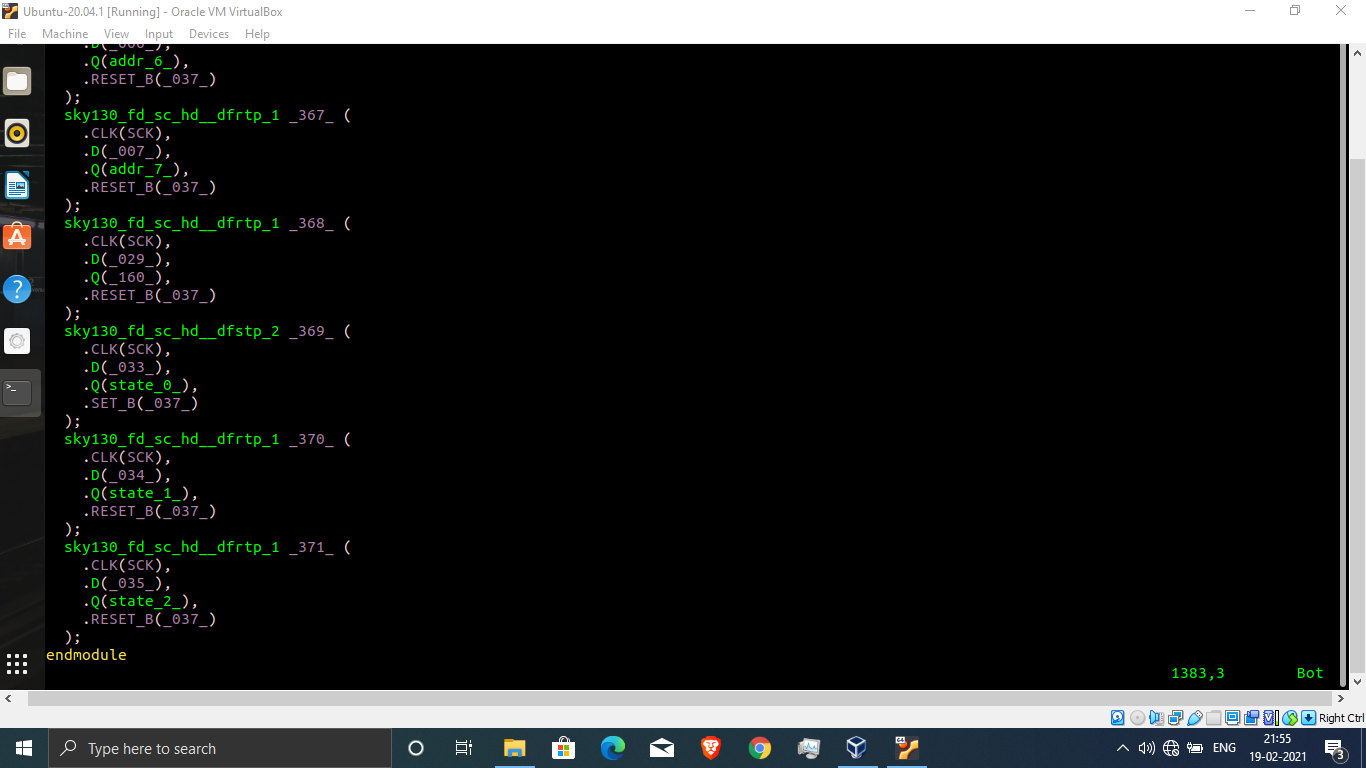 Ubuntu-20.04.1 [Running] - Oracle VM VirtualBox
File Machine View Input Devices Help
.D(_006_),
.Q(addr_6_),
.RESET_B(_037_)
);
sky130_fd_sc_hd__dfrtp_1 _367_ (
.CLK(SCK),
.D(_007_),
.Q(addr_7_),
.RESET_B(_037_)
);
sky130_fd_sc_hd__dfrtp_1 _368_ (
.CLK(SCK),
.D(_029_),
.Q(_160_),
.RESET_B(_037_)
);
sky130_fd_sc_hd__dfstp_2 _369_ (
.CLK(SCK),
.D(_033_),
.Q(state_0_),
.SET_B(_037_)
);
sky130_fd_sc_hd__dfrtp_1 _370_ (
.CLK(SCK),
.D(_034_),
.Q(state_1_),
.RESET_B(_037_)
);
sky130_fd_sc_hd__dfrtp_1 _371_ (
.CLK(SCK),
.D(_035_),
.Q(state_2_),
.RESET_B(_037_)
);
endmodule
1383,3 Bot
Right Ctrl
Type here to search
ENG
21:55
19-02-2021
3